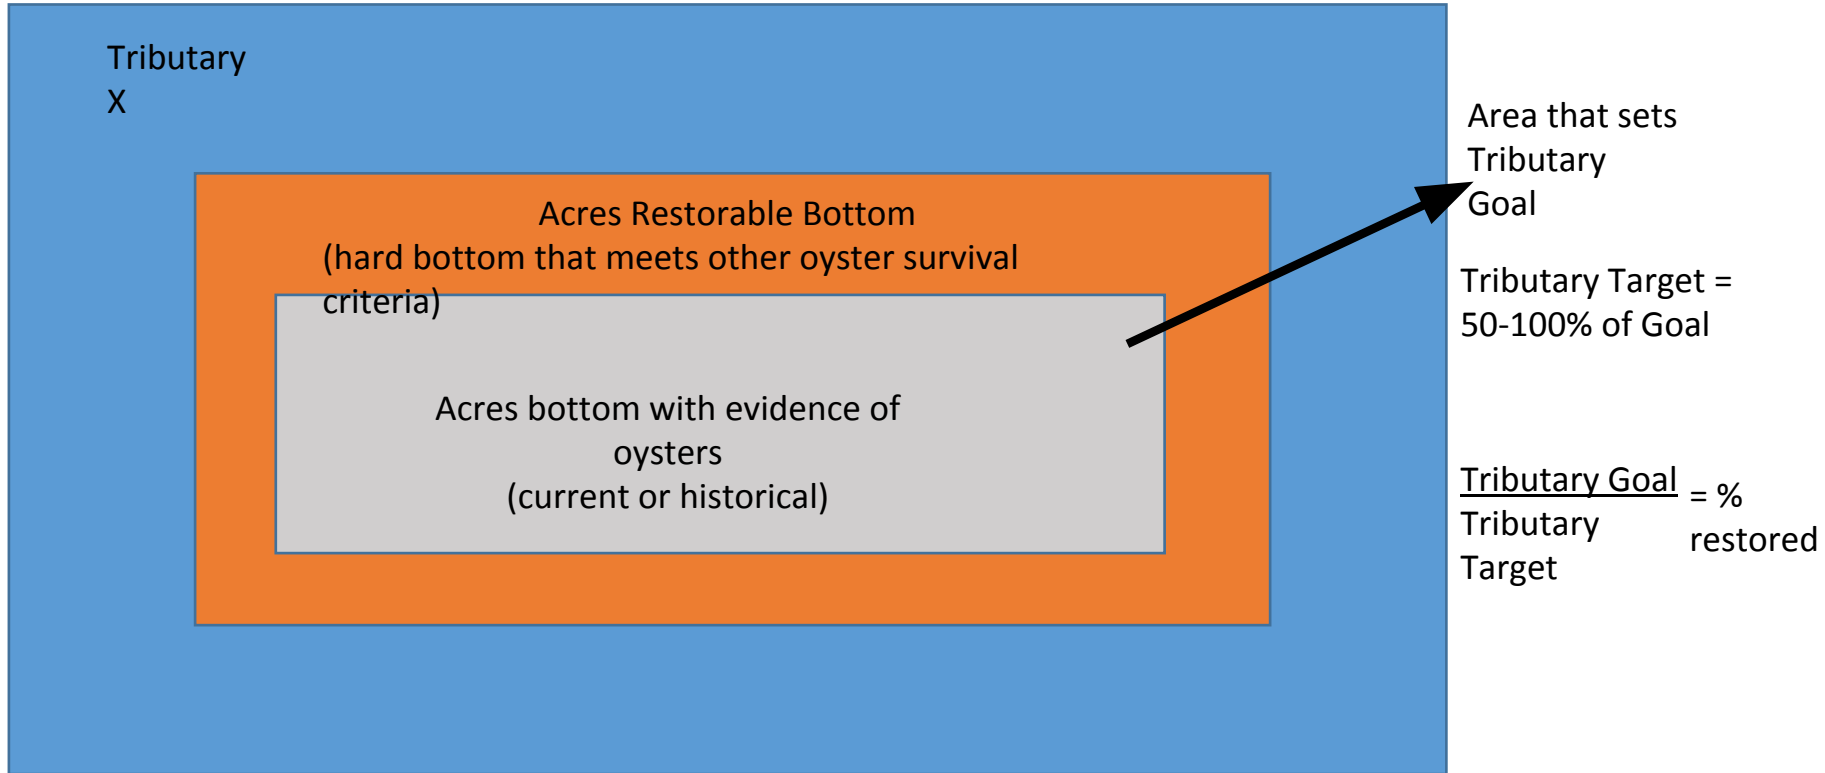 Tributary
X
Acres Restorable Bottom
(hard bottom that meets other oyster survival
criteria)
Acres bottom with evidence of
oysters
(current or historical)
Area that sets
Tributary
Goal
Tributary Target =
50-100% of Goal
Tributary Goal
Tributary
Target
= %
restored